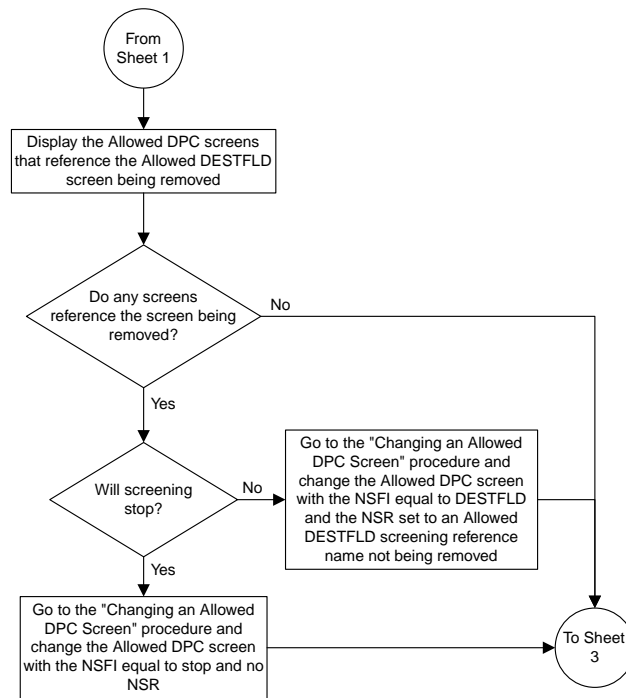 From
Sheet 1
Display the Allowed DPC screens
that reference the Allowed DESTFLD
screen being removed
Do any screens
reference the screen being
removed?
No
Yes
Will screening
stop?
No
Go to the "Changing an Allowed
DPC Screen" procedure and
change the Allowed DPC screen
with the NSFI equal to DESTFLD
and the NSR set to an Allowed
DESTFLD screening reference
name not being removed
Yes
Go to the "Changing an Allowed
DPC Screen" procedure and
change the Allowed DPC screen
with the NSFI equal to stop and no
NSR
To Sheet
3